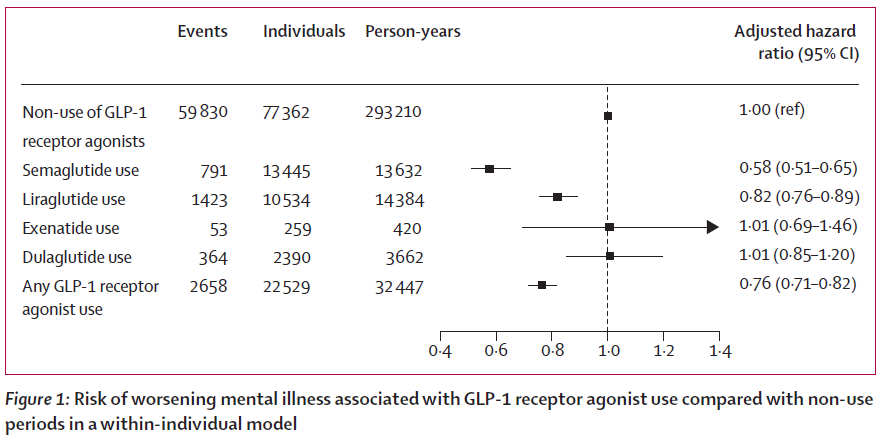 Events Individuals Person-years Adjusted hazard
ratio (95% CI)
Non-use of GLP-1 59 830 77 362 293 210 1·00 (ref)
receptor agonists
Semaglutide use 791 13 445 13 632 0·58 (0·51–0·65)
Liraglutide use 1423 10 534 14 384 0·82 (0·76–0·89)
Exenatide use 53 259 420 1·01 (0·69–1·46)
Dulaglutide use 364 2390 3662 1·01 (0·85–1·20)
Any GLP-1 receptor 2658 22 529 32 447 0·76 (0·71–0·82)
agonist use
0·4 0·6 0·8 1·0 1·2 1·4
Figure 1: Risk of worsening mental illness associated with GLP-1 receptor agonist use compared with non-use
periods in a within-individual model